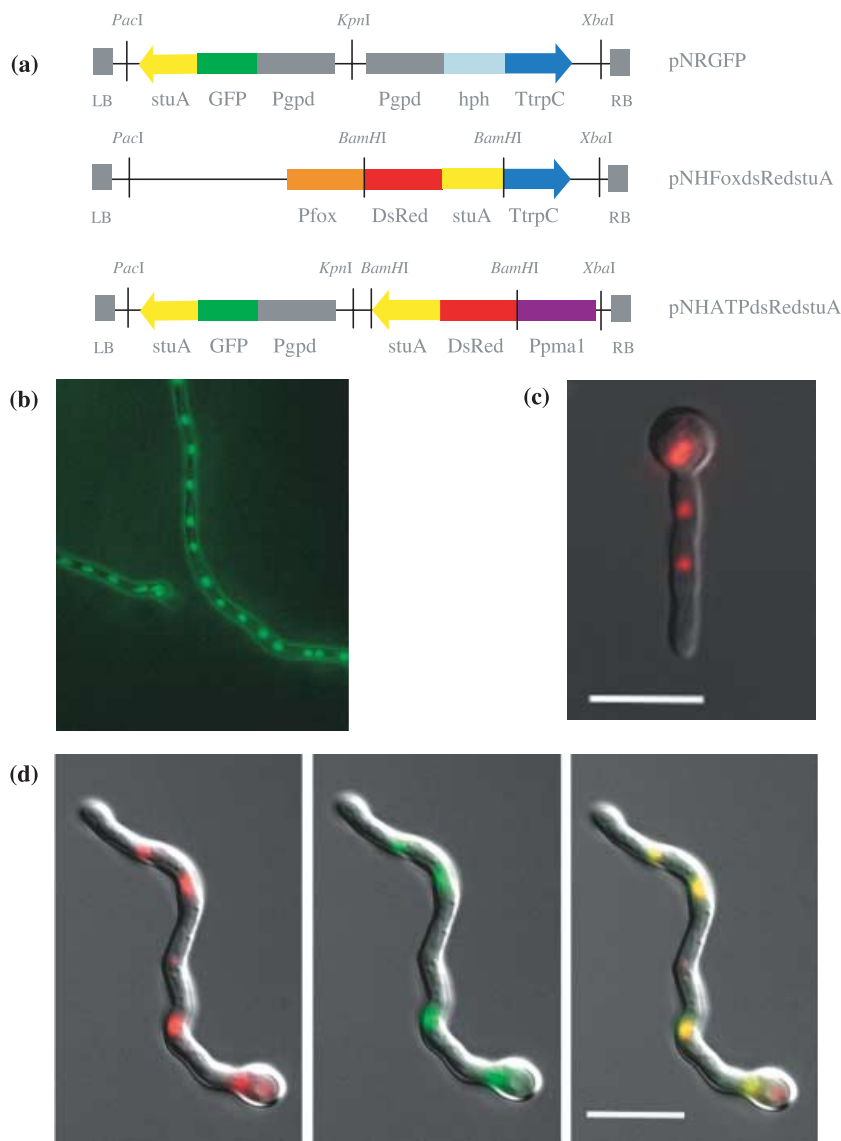 (a)
PacI KpnI XbaI
pNRGFP
LB stuA GFP Pgpd Pgpd hph TtrpC RB
PacI BamHI BamHI XbaI
pNHFoxdsRedstuA
LB Pfox DsRed stuA TtrpC RB
PacI KpnI BamHI BamHI XbaI
pNHATPdsRedstuA
LB stuA GFP Pgpd stuA DsRed Ppma1 RB
(b)
(c)
(d)